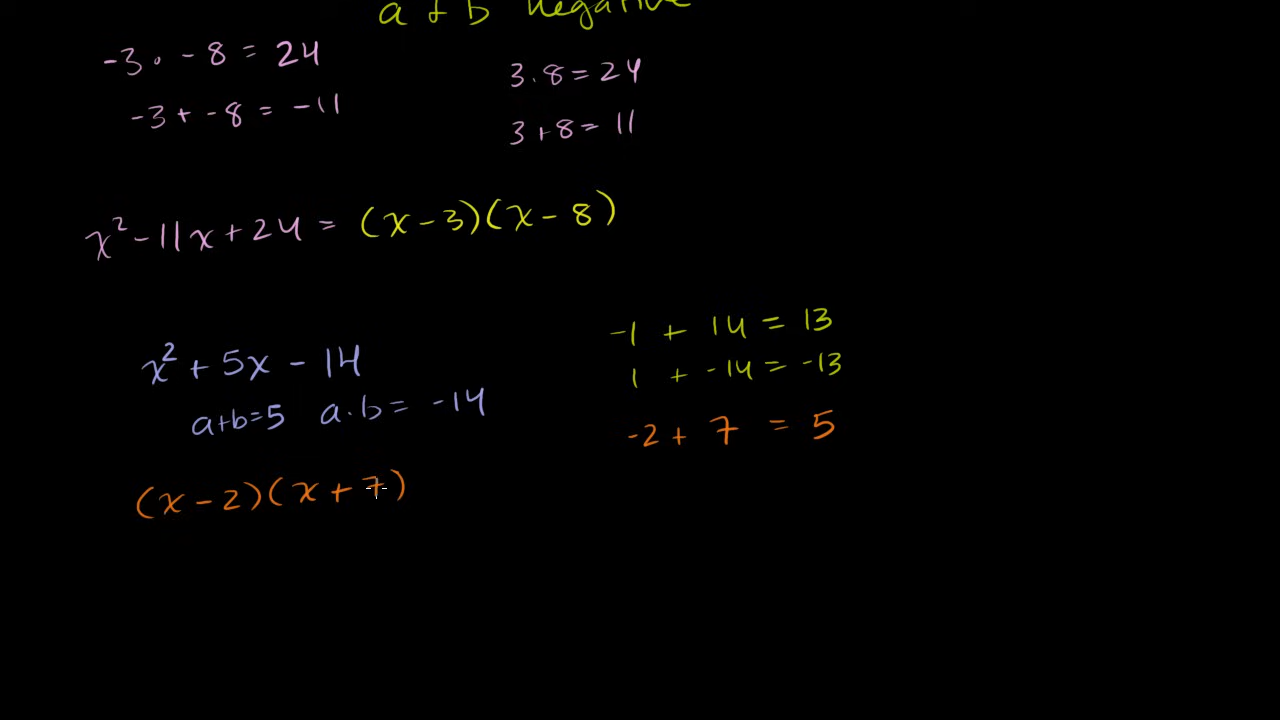 a & b negative
-3 · -8 = 24
-3 + -8 = -11
3 · 8 = 24
3 + 8 = 11
x² - 11x + 24 = (x - 3)(x - 8)
x² + 5x - 14
a+b=5 a·b = -14
(x - 2)(x + 7)
-1 + 14 = 13
1 + -14 = -13
-2 + 7 = 5